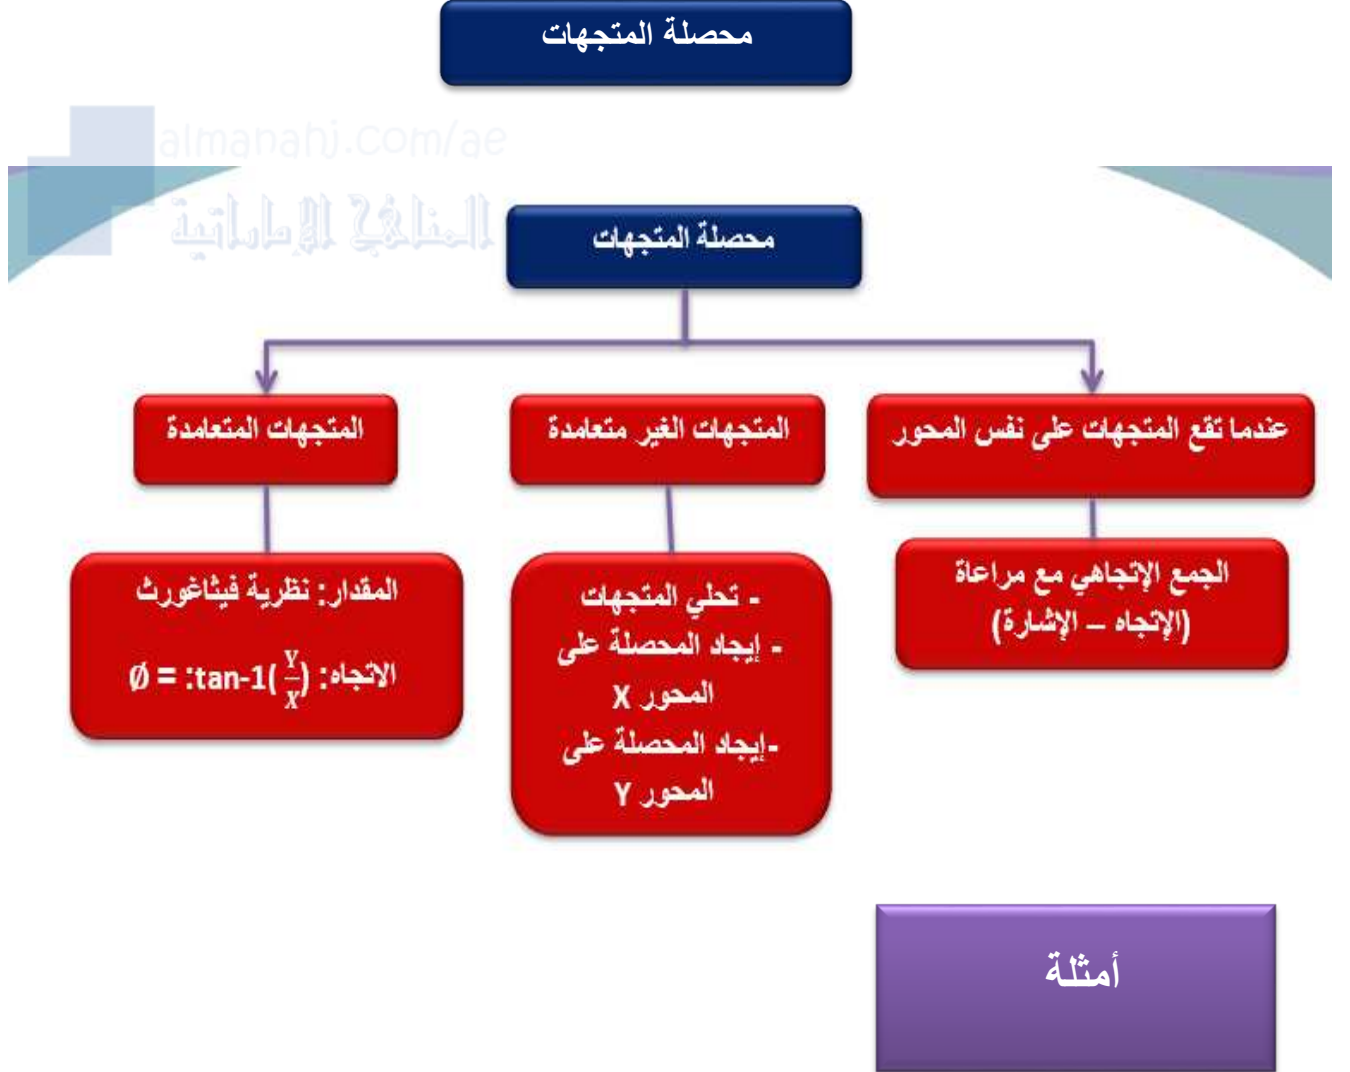 محصلة المتجهات
almanahj.com/ae
المناهج الإماراتية
محصلة المتجهات
عندما تقع المتجهات على نفس المحور
المتجهات الغير متعامدة
المتجهات المتعامدة
الجمع الإتجاهي مع مراعاة
(الإتجاه – الإشارة)
- تحلي المتجهات
- إيجاد المحصلة على
المحور X
-إيجاد المحصلة على
المحور Y
المقدار: نظرية فيثاغورث
الاتجاه: Ø = :tan-1(Y/X)
أمثلة